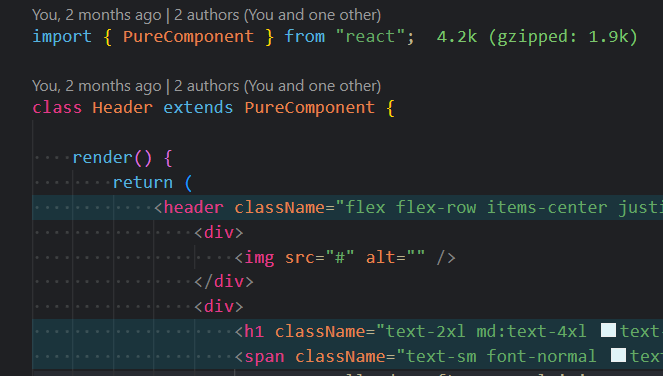 You, 2 months ago | 2 authors (You and one other)
import { PureComponent } from "react";  4.2k (gzipped: 1.9k)
You, 2 months ago | 2 authors (You and one other)
class Header extends PureComponent {
render() {
return (
<header className="flex flex-row items-center justi
<div>
<img src="#" alt="" />
</div>
<div>
<h1 className="text-2xl md:text-4xl text-
<span className="text-sm font-normal tex